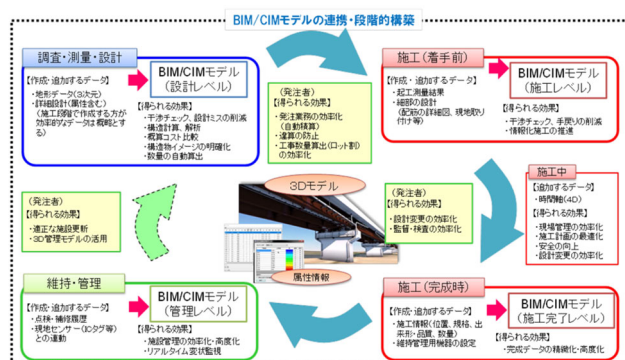 BIM/CIMモデルの連携・段階的構築
調査・測量・設計
【作成・追加するデータ】
・地形データ(3次元)
・詳細設計(属性含む)
(施工段階で作成する方が
効率的なデータは概略とす
る)
BIM/CIMモデル
(設計レベル)
【得られる効果】
・干渉チェック、設計ミスの削減
・構造計算、解析
・概算コスト比較
・構造物イメージの明確化
・数量の自動算出
(発注者)
【得られる効果】
・発注業務の効率化
(自動積算)
・違算の防止
・工事数量算出(ロット割)
の効率化
施工(着手前)
【作成・追加するデータ】
・起工測量結果
・細部の設計
(配筋の詳細図、現地取り
付け等)
BIM/CIMモデル
(施工レベル)
【得られる効果】
・干渉チェック、手戻りの削減
・情報化施工の推進
施工中
【追加するデータ】
・時間軸(4D)
【得られる効果】
・現場管理の効率化
・施工計画の最適化
・安全の向上
・設計変更の効率化
(発注者)
【得られる効果】
・適正な施設更新
・3D管理モデルの活用
3Dモデル
属性情報
(発注者)
【得られる効果】
・設計変更の効率化
・監督・検査の効率化
維持・管理
【作成・追加するデータ】
・点検・補修履歴
・現地センサー(ICタグ等)
との連動
BIM/CIMモデル
(管理レベル)
【得られる効果】
・施設管理の効率化・高度化
・リアルタイム変状監視
施工(完成時)
【作成・追加するデータ】
・施工情報(位置、規格、出
来形・品質、数量)
・維持管理用機器の設定
BIM/CIMモデル
(施工完了レベル)
【得られる効果】
・完成データの精緻化・高度化